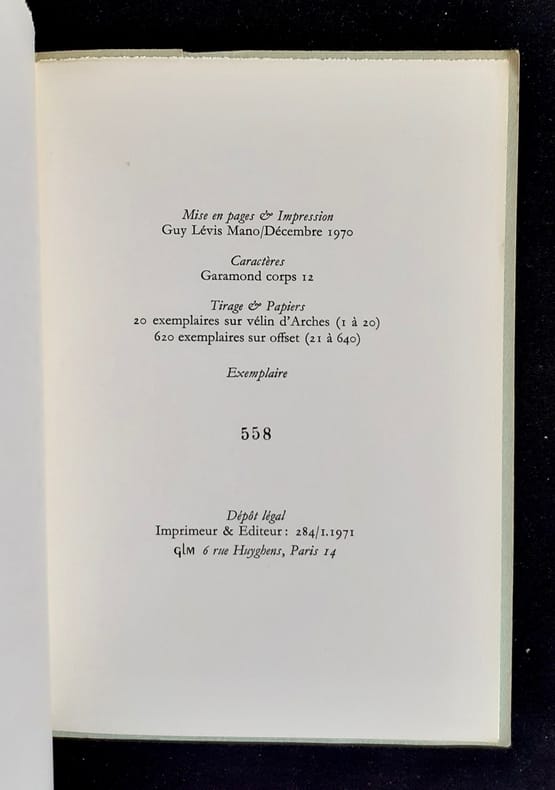 Mise en pages & Impression
Guy Lévis Mano/Décembre 1970
Caractères
Garamond corps 12
Tirage & Papiers
20 exemplaires sur vélin d'Arches (1 à 20)
620 exemplaires sur offset (21 à 640)
Exemplaire
558
Dépôt légal
Imprimeur & Editeur : 284/1.1971
GLM 6 rue Huyghens, Paris 14